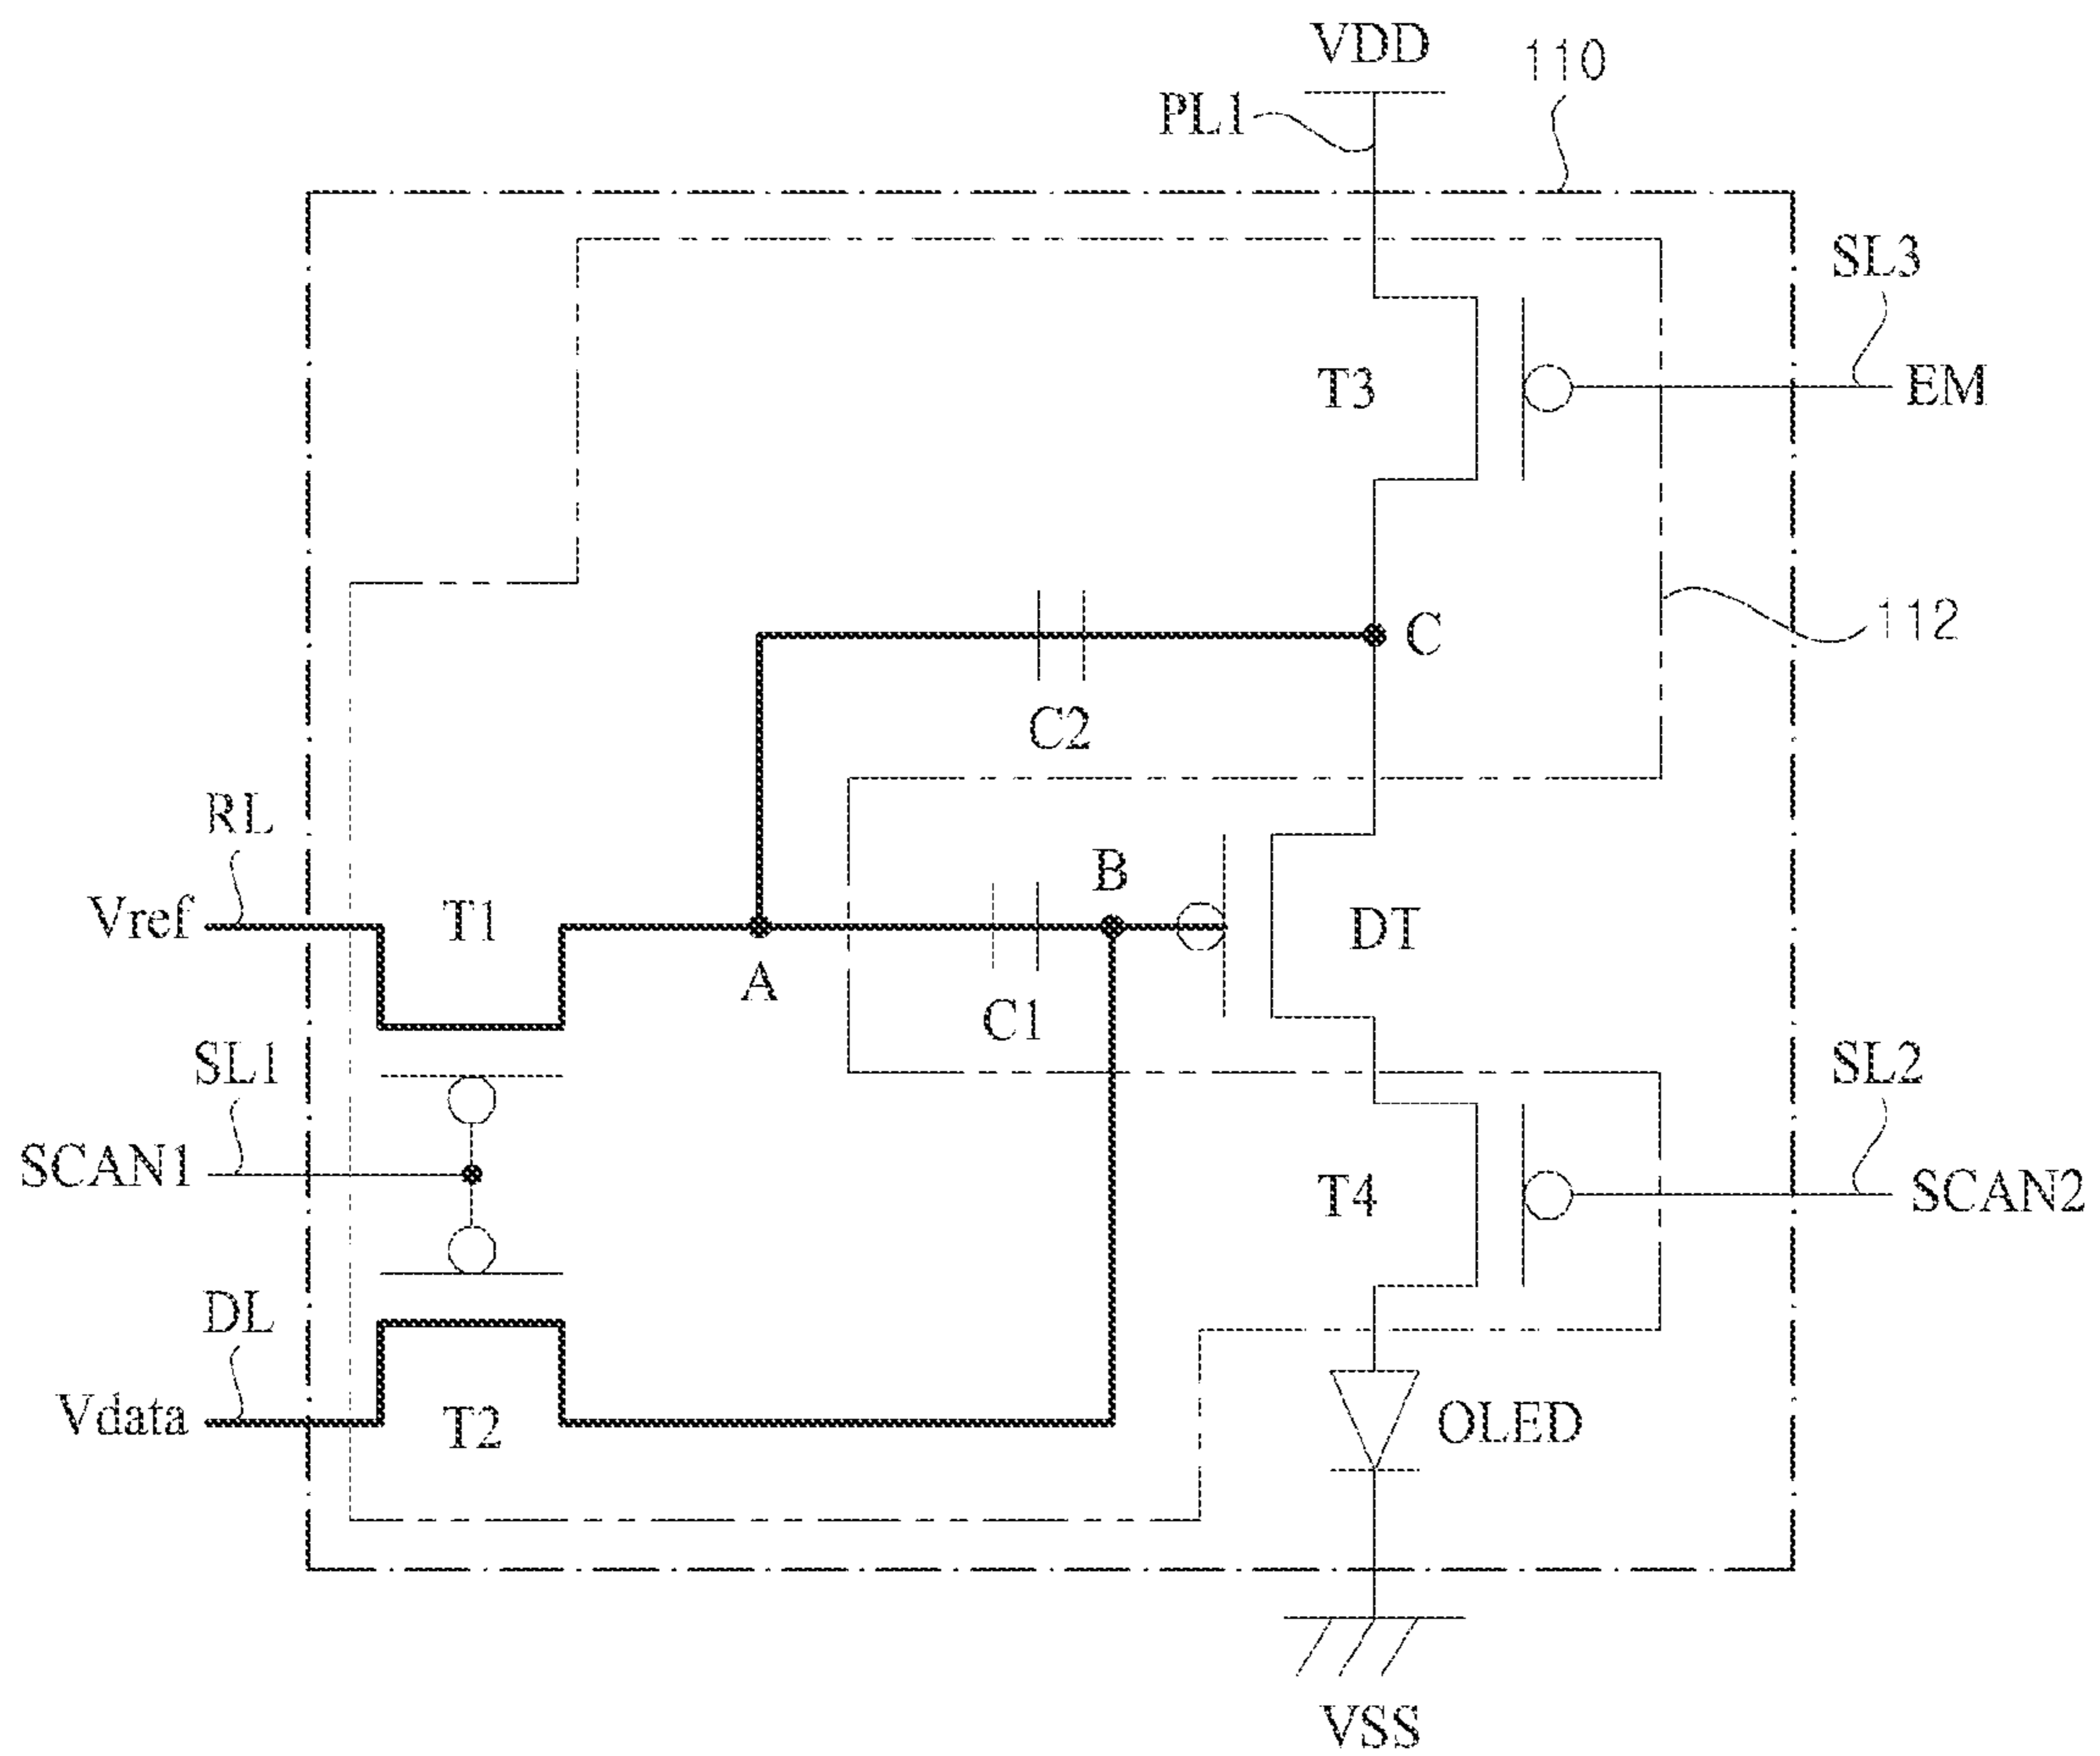 VDD
110
PL1
SL3
T3
EM
112
C
C2
RL
B
Vref
T1
DT
A
C1
SL1
SL2
SCAN1
T4
SCAN2
DL
Vdata
T2
OLED
VSS